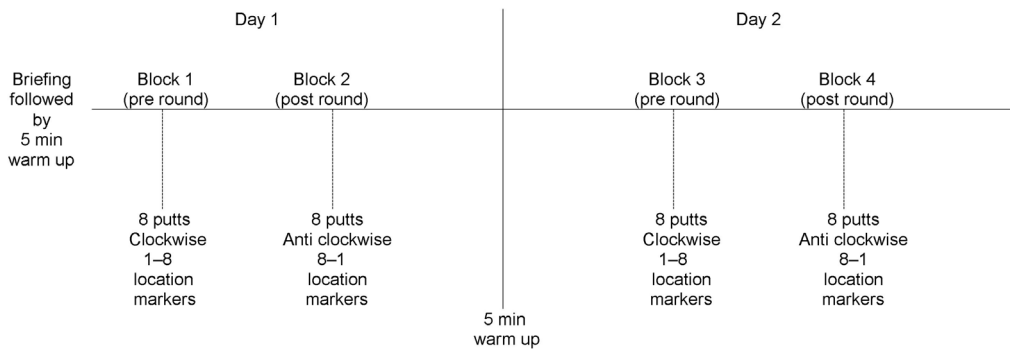 Day 1
Day 2
Briefing
followed
by
5 min
warm up
Block 1
(pre round)
Block 2
(post round)
Block 3
(pre round)
Block 4
(post round)
8 putts
Clockwise
1–8
location
markers
8 putts
Anti clockwise
8–1
location
markers
8 putts
Clockwise
1–8
location
markers
8 putts
Anti clockwise
8–1
location
markers
5 min
warm up